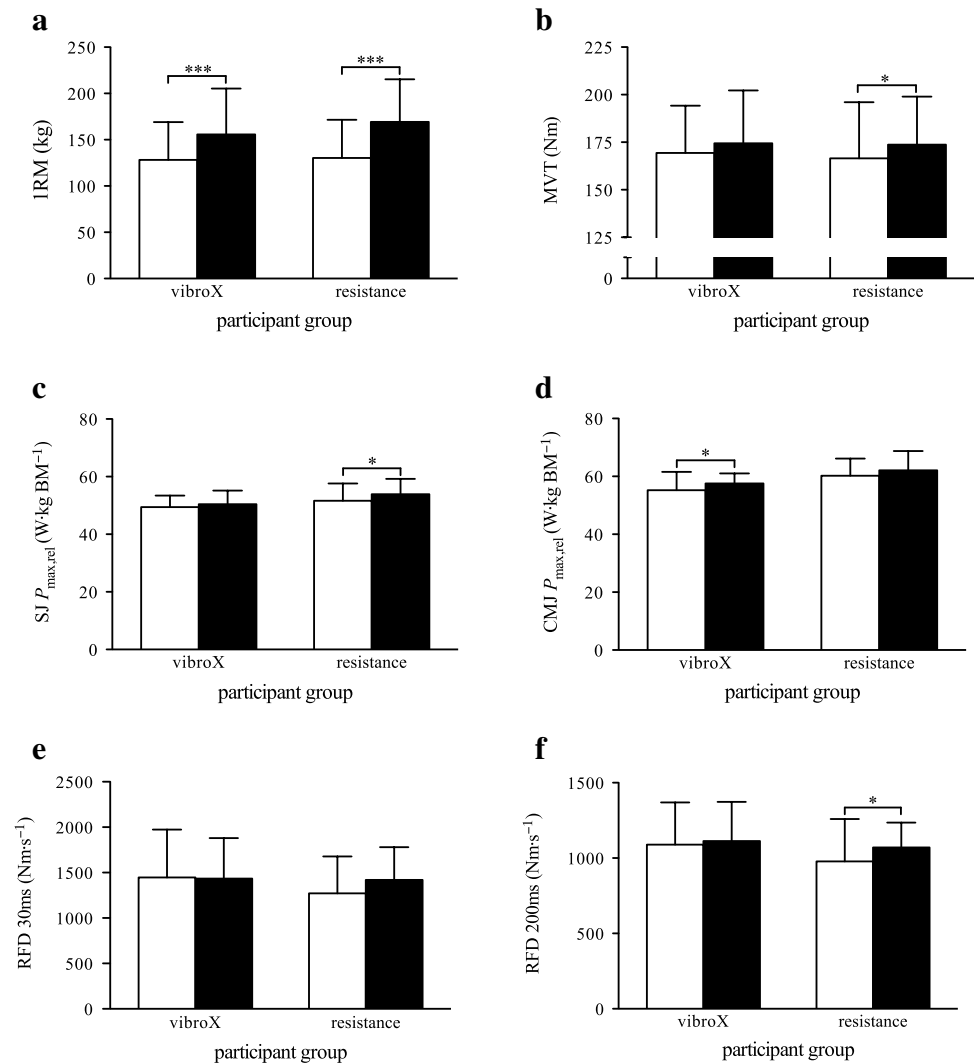 a
250
200
150
100
50
0
1RM (kg)
***
***
vibroX
resistance
participant group
b
225
200
175
150
125
0
MVT (Nm)
*
vibroX
resistance
participant group
c
80
60
40
20
0
SJ Pmax,rel (W·kg BM−1)
*
vibroX
resistance
participant group
d
80
60
40
20
0
CMJ Pmax,rel (W·kg BM−1)
*
vibroX
resistance
participant group
e
2500
2000
1500
1000
500
0
RFD 30ms (Nm·s−1)
vibroX
resistance
participant group
f
1500
1000
500
0
RFD 200ms (Nm·s−1)
*
vibroX
resistance
participant group